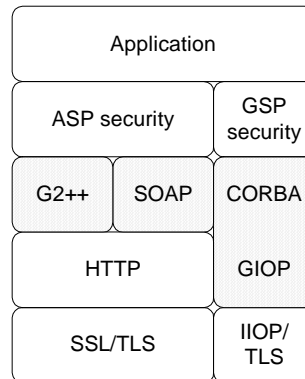 Application
ASP security
GSP
security
G2++
SOAP
CORBA
HTTP
GIOP
SSL/TLS
IIOP/
TLS